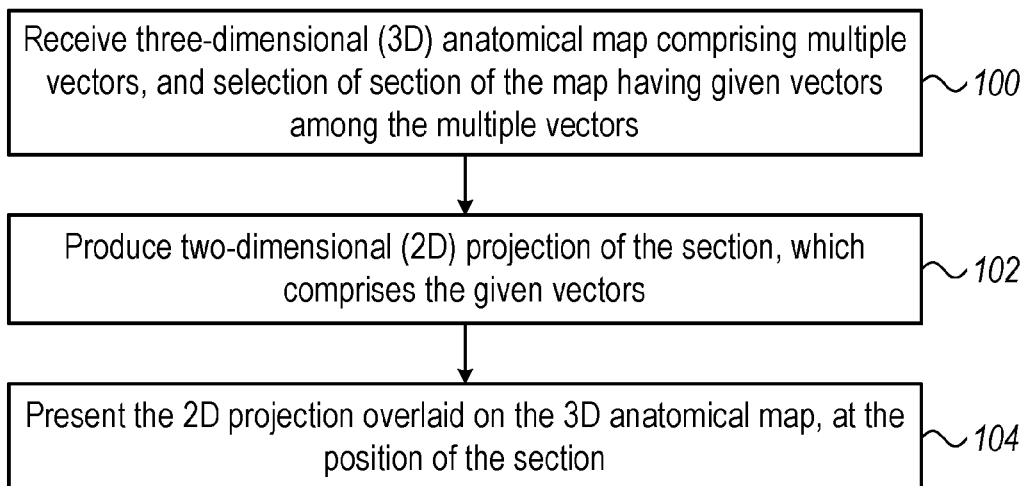 Receive three-dimensional (3D) anatomical map comprising multiple
vectors, and selection of section of the map having given vectors
among the multiple vectors
100
Produce two-dimensional (2D) projection of the section, which
comprises the given vectors
102
Present the 2D projection overlaid on the 3D anatomical map, at the
position of the section
104